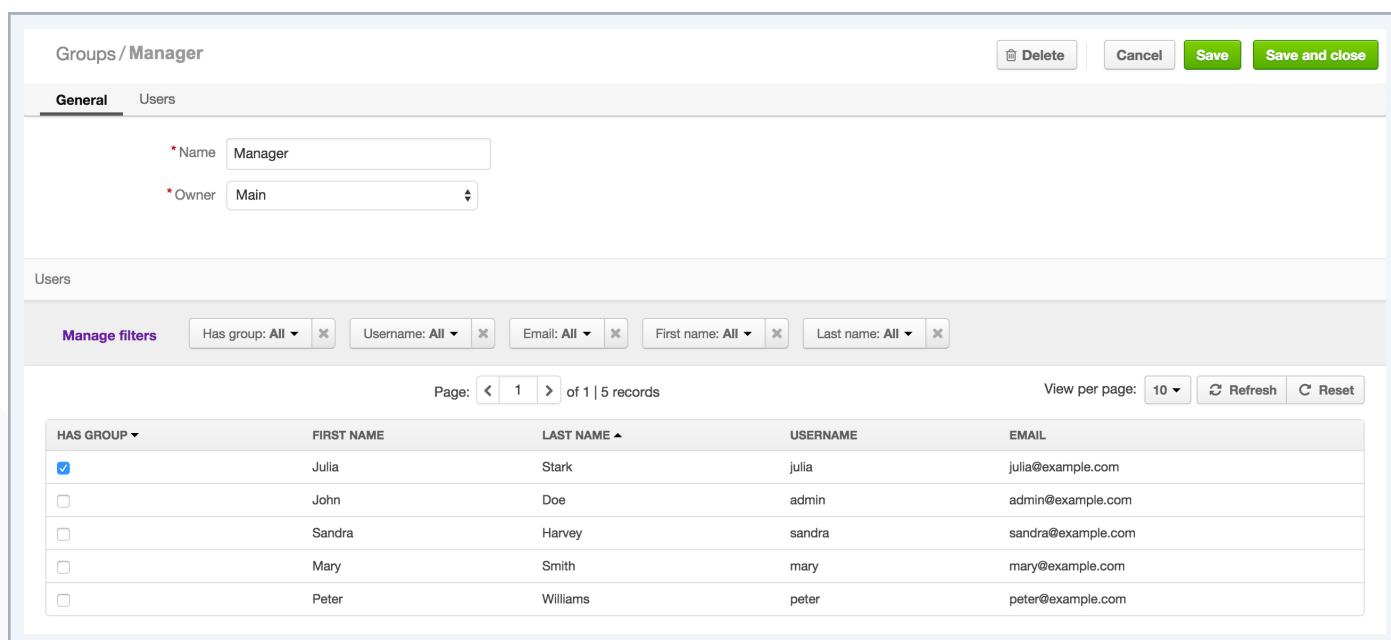 Groups / Manager Delete Cancel Save Save and close
General Users
* Name Manager
* Owner Main
Users
Manage filters Has group: All Username: All Email: All First name: All Last name: All
Page: 1 of 1 | 5 records View per page: 10 Refresh Reset
HAS GROUP FIRST NAME LAST NAME USERNAME EMAIL
Julia Stark julia julia@example.com
John Doe admin admin@example.com
Sandra Harvey sandra sandra@example.com
Mary Smith mary mary@example.com
Peter Williams peter peter@example.com